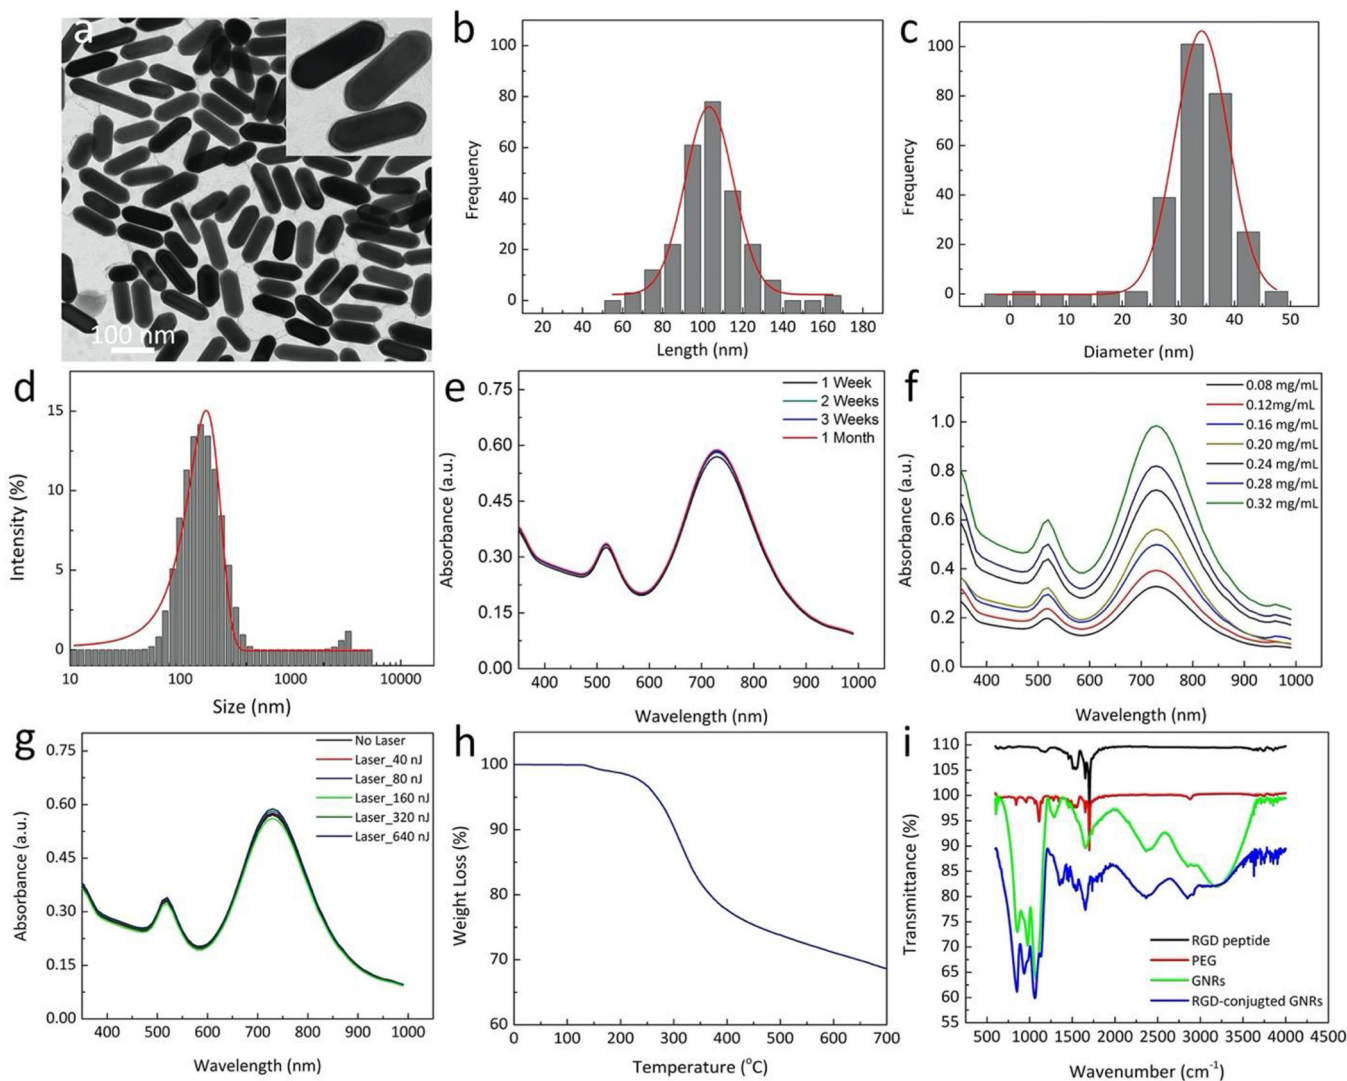 a
100 nm
b
100
80
60
40
20
0
Frequency
20 40 60 80 100 120 140 160 180
Length (nm)
c
100
80
60
40
20
0
Frequency
0 10 20 30 40 50
Diameter (nm)
d
15
10
5
0
Intensity (%)
10 100 1000 10000
Size (nm)
e
0.75
0.60
0.45
0.30
0.15
0.00
Absorbance (a.u.)
1 Week
2 Weeks
3 Weeks
1 Month
400 500 600 700 800 900 1000
Wavelength (nm)
f
1.0
0.8
0.6
0.4
0.2
0.0
Absorbance (a.u.)
0.08 mg/mL
0.12mg/mL
0.16 mg/mL
0.20 mg/mL
0.24 mg/mL
0.28 mg/mL
0.32 mg/mL
400 500 600 700 800 900 1000
Wavelength (nm)
g
0.75
0.60
0.45
0.30
0.15
0.00
Absorbance (a.u.)
No Laser
Laser_40 nJ
Laser_80 nJ
Laser_160 nJ
Laser_320 nJ
Laser_640 nJ
400 500 600 700 800 900 1000
Wavelength (nm)
h
100
90
80
70
60
Weight Loss (%)
0 100 200 300 400 500 600 700
Temperature (°C)
i
110
105
100
95
90
85
80
75
70
65
60
55
Transmittance (%)
RGD peptide
PEG
GNRs
RGD-conjugted GNRs
500 1000 1500 2000 2500 3000 3500 4000 4500
Wavenumber (cm⁻¹)